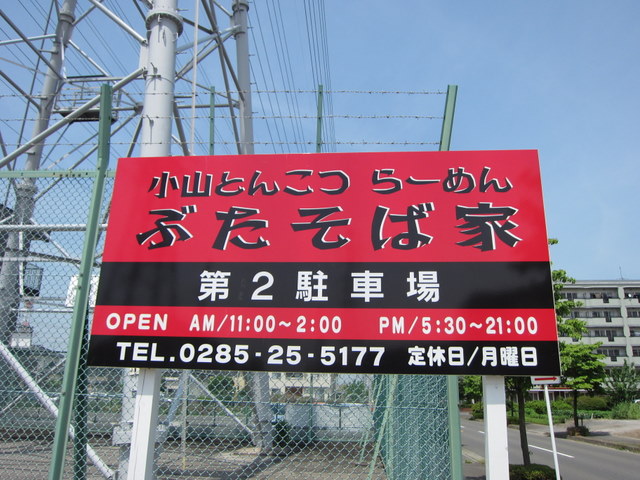 小山とんこつ らーめん
ぶたそば家
第2駐車場
OPEN AM/11:00~2:00 PM/5:30~21:00
TEL.0285-25-5177 定休日/月曜日